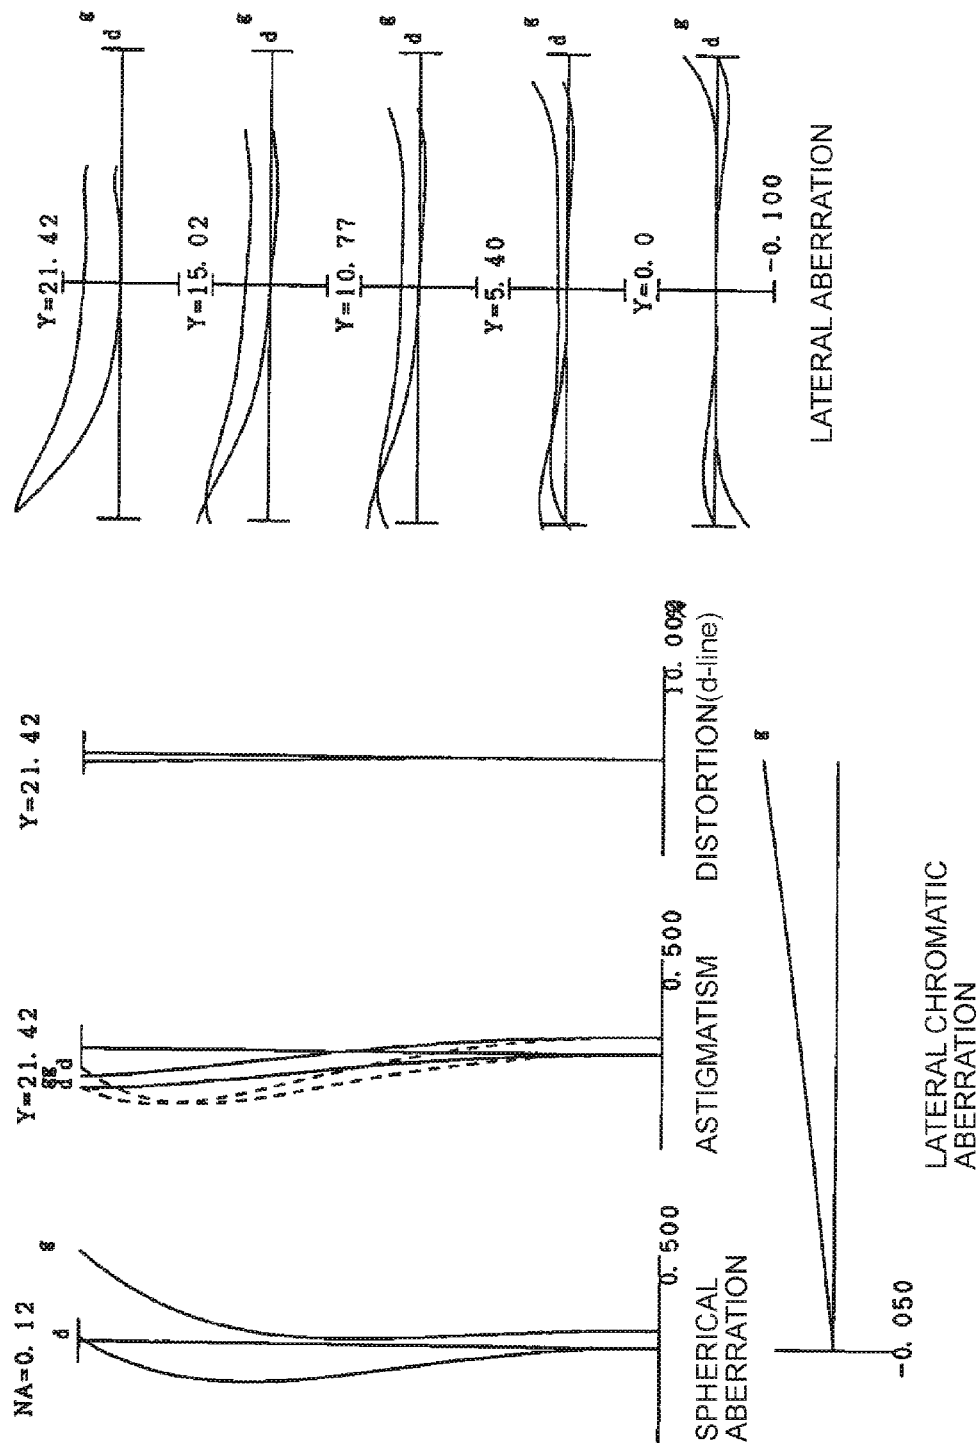 NA=0. 12
d
g
0. 500
SPHERICAL
ABERRATION
Y=21. 42
g g
d d
0. 500
ASTIGMATISM
Y=21. 42
10. 00%
DISTORTION(d-line)
g
-0. 050
LATERAL CHROMATIC
ABERRATION
Y=21. 42
g
d
Y=15. 02
g
d
Y=10. 77
g
d
Y=5. 40
g
d
Y=0. 0
g
d
-0. 100
LATERAL ABERRATION